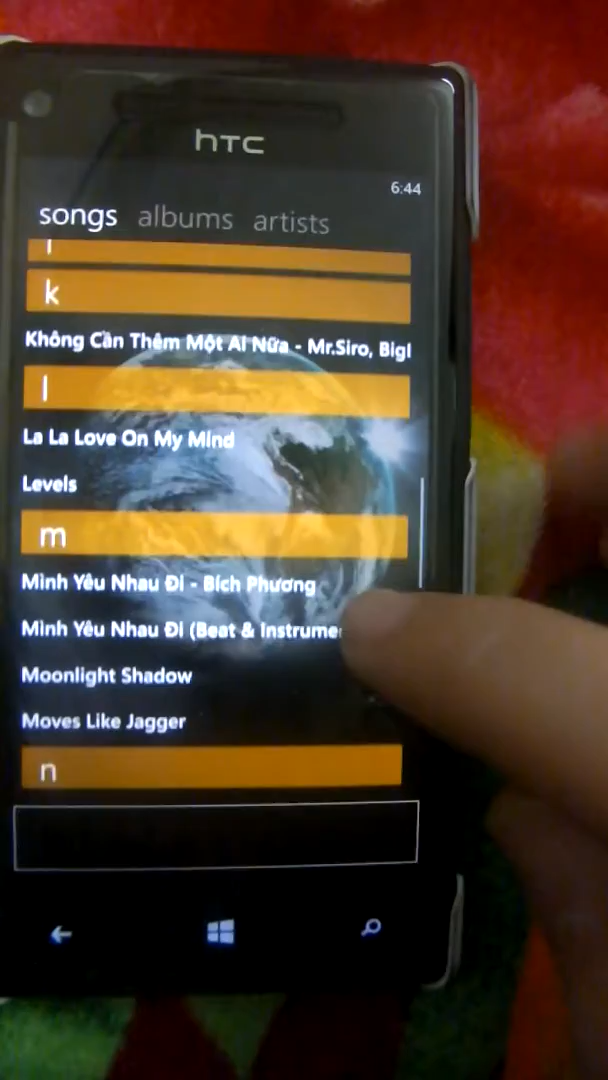 hTC
6:44
songs albums artists
k
Không Cần Thêm Một Ai Nữa - Mr.Siro, Big
l
La La Love On My Mind
Levels
m
Mình Yêu Nhau Đi - Bích Phương
Mình Yêu Nhau Đi (Beat & Instrume
Moonlight Shadow
Moves Like Jagger
n